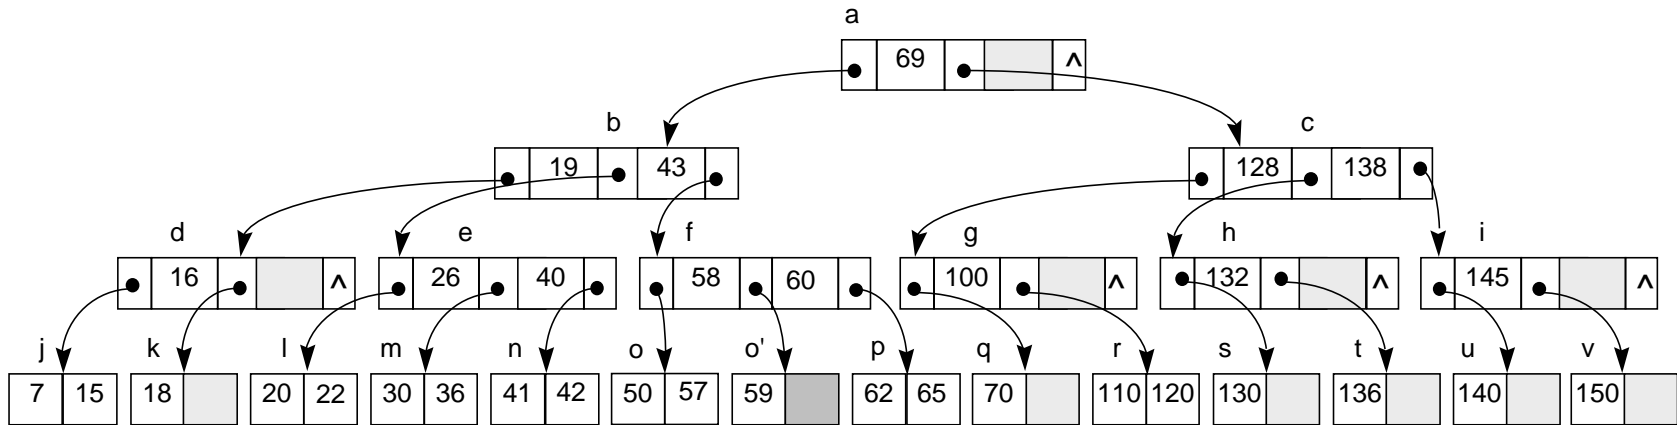 a
69 ^
b c
19 43 128 138
d e f g h i
16 ^ 26 40 58 60 100 ^ 132 ^ 145 ^
j k l m n o o' p q r s t u v
7 15 18 20 22 30 36 41 42 50 57 59 62 65 70 110 120 130 136 140 150